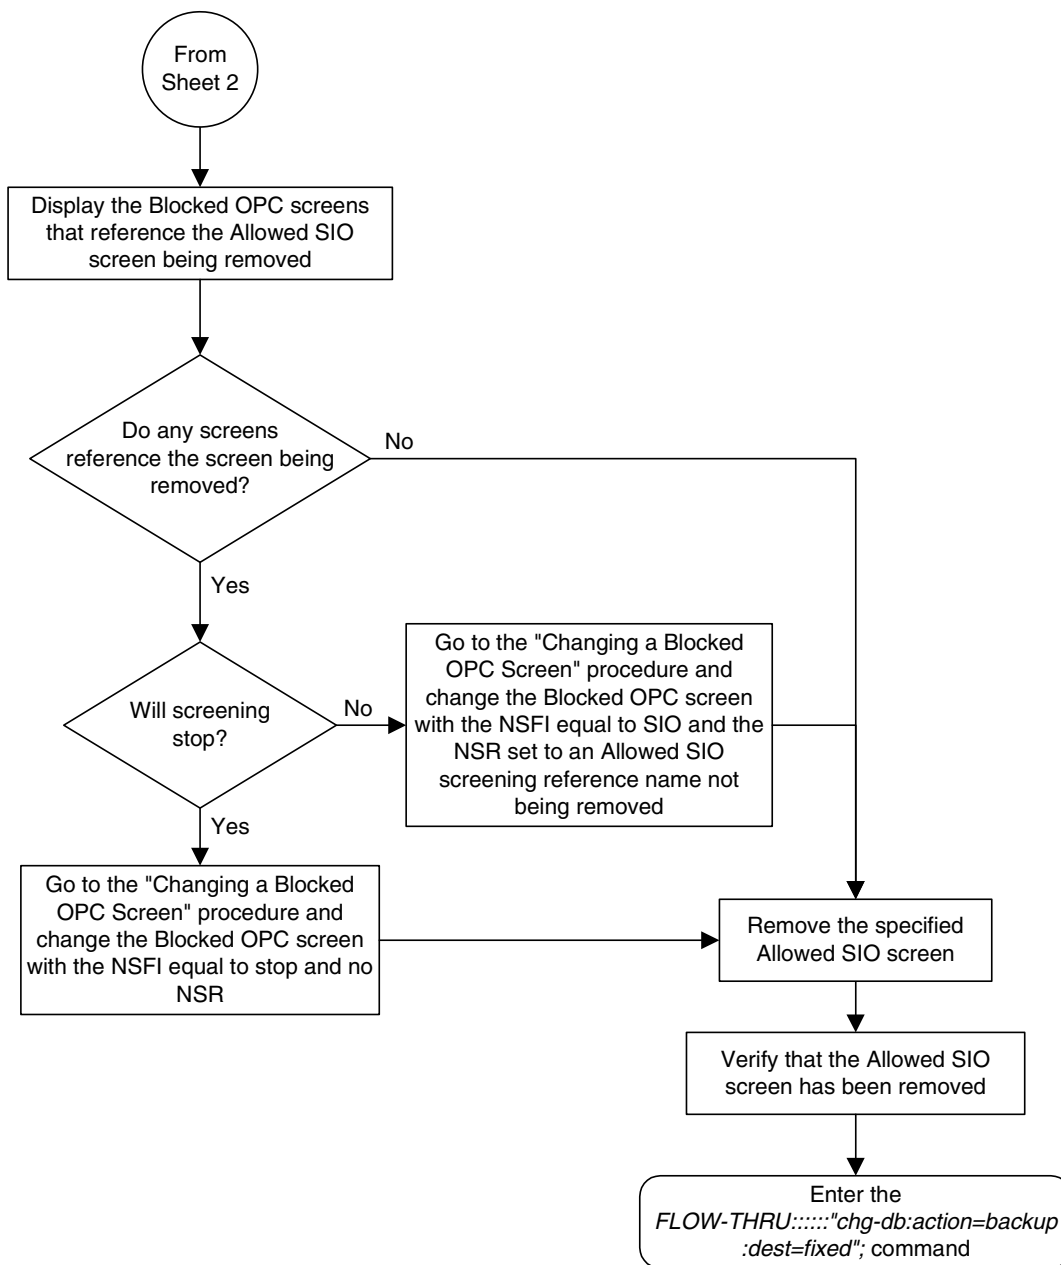 From
Sheet 2
Display the Blocked OPC screens
that reference the Allowed SIO
screen being removed
Do any screens
reference the screen being
removed?
No
Yes
Will screening
stop?
No
Go to the "Changing a Blocked
OPC Screen" procedure and
change the Blocked OPC screen
with the NSFI equal to SIO and the
NSR set to an Allowed SIO
screening reference name not
being removed
Yes
Go to the "Changing a Blocked
OPC Screen" procedure and
change the Blocked OPC screen
with the NSFI equal to stop and no
NSR
Remove the specified
Allowed SIO screen
Verify that the Allowed SIO
screen has been removed
Enter the
FLOW-THRU::::::"chg-db:action=backup
:dest=fixed"; command